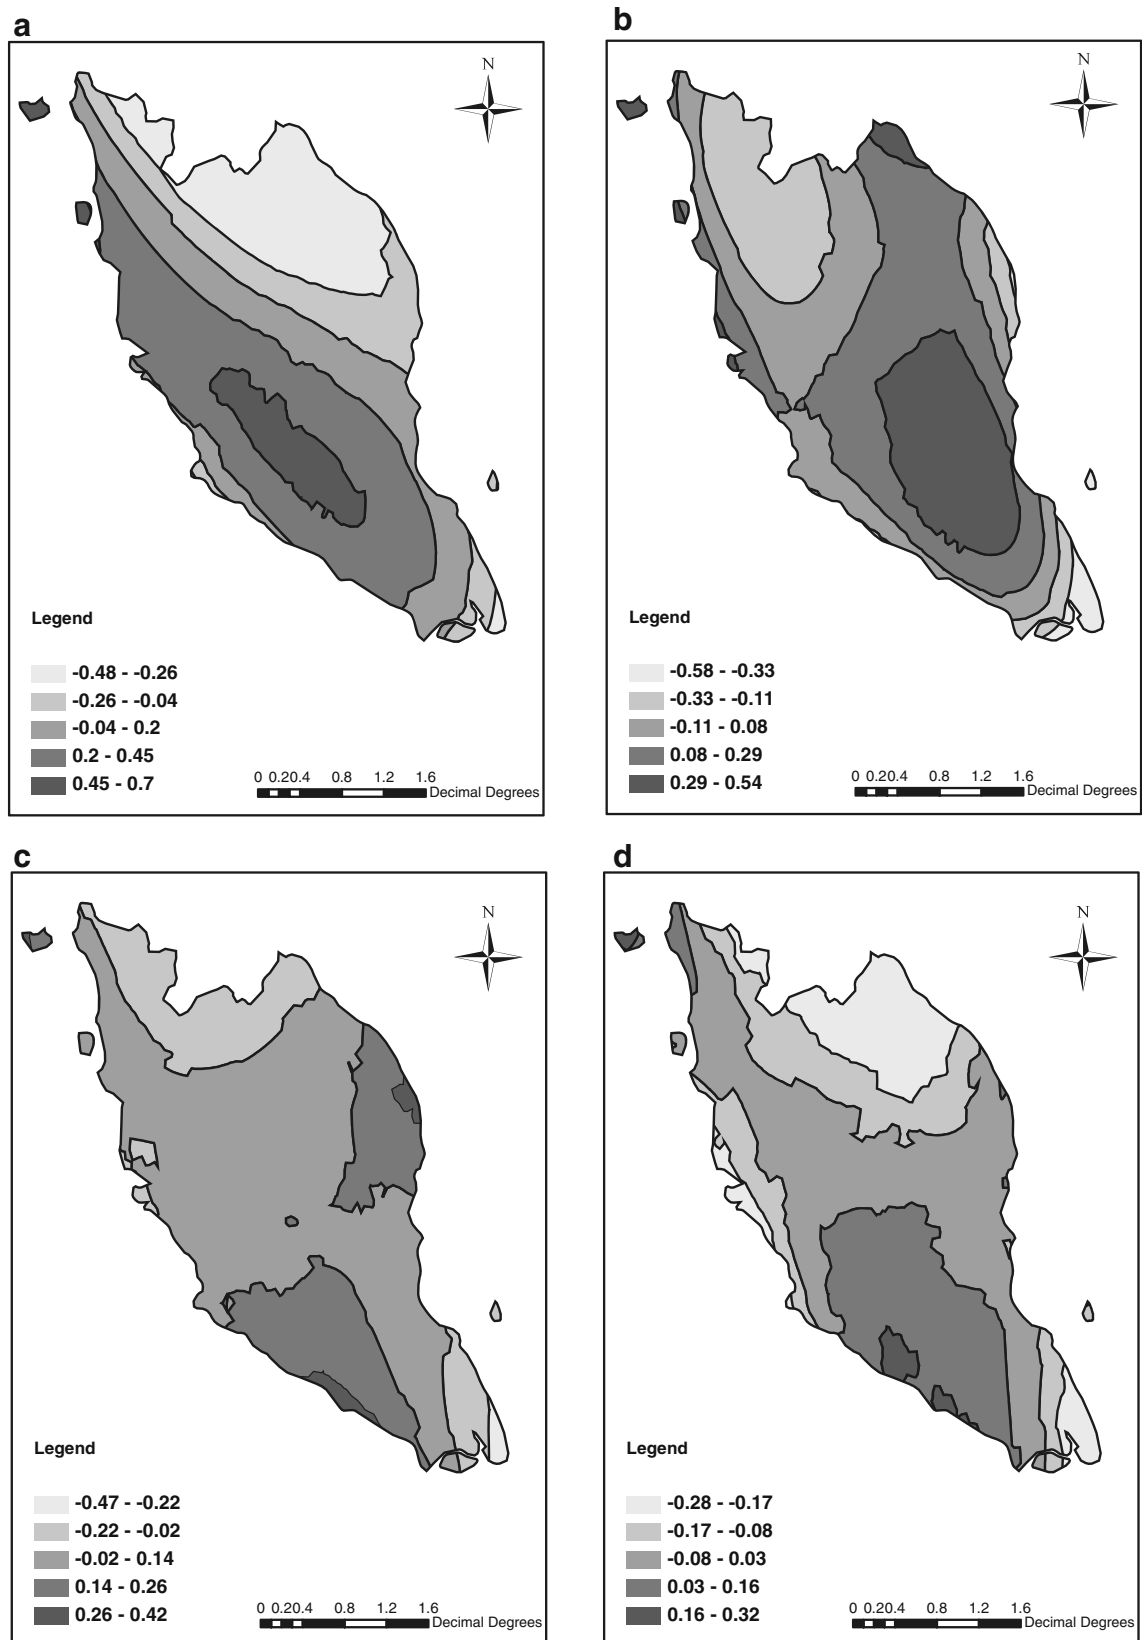 a
N
Legend
-0.48 - -0.26
-0.26 - -0.04
-0.04 - 0.2
0.2 - 0.45
0.45 - 0.7
0 0.20.4 0.8 1.2 1.6
Decimal Degrees
b
N
Legend
-0.58 - -0.33
-0.33 - -0.11
-0.11 - 0.08
0.08 - 0.29
0.29 - 0.54
0 0.20.4 0.8 1.2 1.6
Decimal Degrees
c
N
Legend
-0.47 - -0.22
-0.22 - -0.02
-0.02 - 0.14
0.14 - 0.26
0.26 - 0.42
0 0.20.4 0.8 1.2 1.6
Decimal Degrees
d
N
Legend
-0.28 - -0.17
-0.17 - -0.08
-0.08 - 0.03
0.03 - 0.16
0.16 - 0.32
0 0.20.4 0.8 1.2 1.6
Decimal Degrees